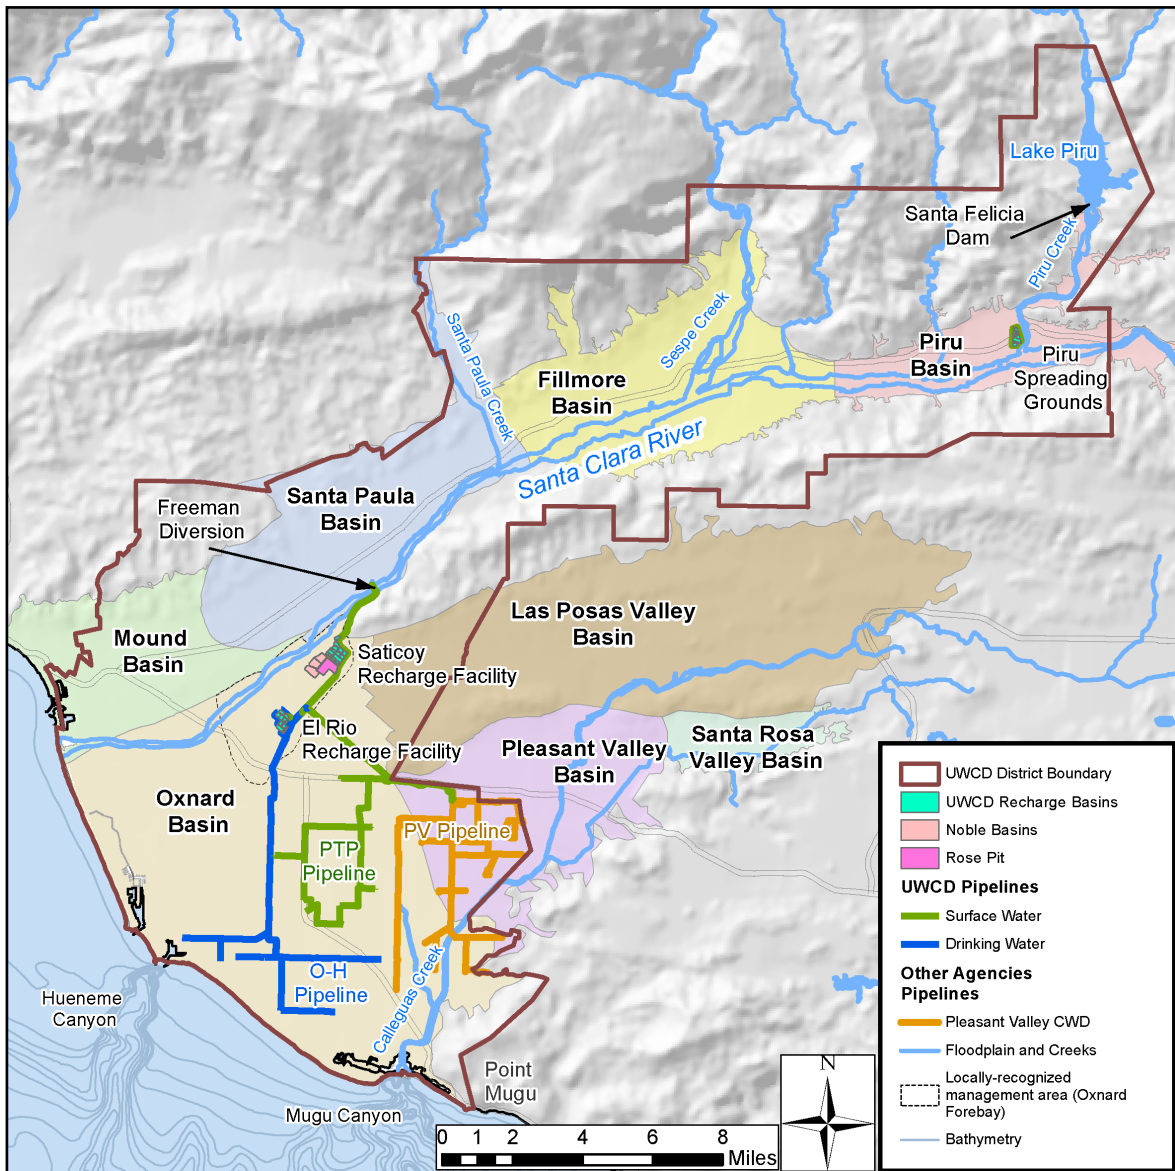 Lake Piru
Santa Felicia
Dam
Piru Creek
Santa Paula Creek
Sespe Creek
Piru
Basin
Piru
Spreading
Grounds
Fillmore
Basin
Santa Clara River
Santa Paula
Basin
Freeman
Diversion
Las Posas Valley
Basin
Mound
Basin
Saticoy
Recharge Facility
El Rio
Recharge Facility
Pleasant Valley
Basin
Santa Rosa
Valley Basin
Oxnard
Basin
PV Pipeline
PTP
Pipeline
O-H
Pipeline
Calleguas Creek
Hueneme
Canyon
Mugu Canyon
Point
Mugu
UWCD District Boundary
UWCD Recharge Basins
Noble Basins
Rose Pit
UWCD Pipelines
Surface Water
Drinking Water
Other Agencies
Pipelines
Pleasant Valley CWD
Floodplain and Creeks
Locally-recognized
management area (Oxnard
Forebay)
Bathymetry
N
0 1 2 4 6 8
Miles